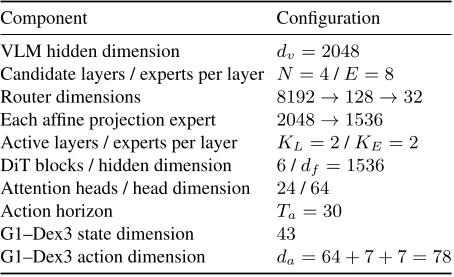 Component Configuration
VLM hidden dimension d_v = 2048
Candidate layers / experts per layer N = 4 / E = 8
Router dimensions 8192 → 128 → 32
Each affine projection expert 2048 → 1536
Active layers / experts per layer K_L = 2 / K_E = 2
DiT blocks / hidden dimension 6 / d_f = 1536
Attention heads / head dimension 24 / 64
Action horizon T_a = 30
G1–Dex3 state dimension 43
G1–Dex3 action dimension d_a = 64 + 7 + 7 = 78